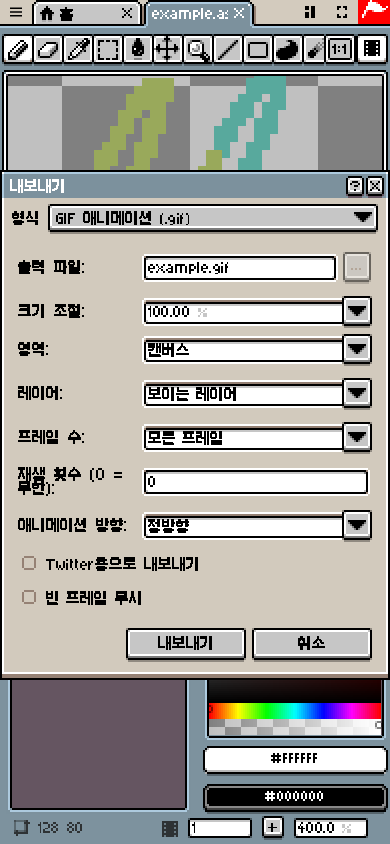 홈
example.a:
1:1
내보내기
형식 GIF 애니메이션 (.gif)
출력 파일: example.gif ...
크기 조절: 100.00 %
영역: 캔버스
레이어: 보이는 레이어
프레임 수: 모든 프레임
재생 횟수 (0 =
무한): 0
애니메이션 방향: 정방향
Twitter용으로 내보내기
빈 프레임 무시
내보내기 취소
#FFFFFF
#000000
128 80 1 + 400.0 %